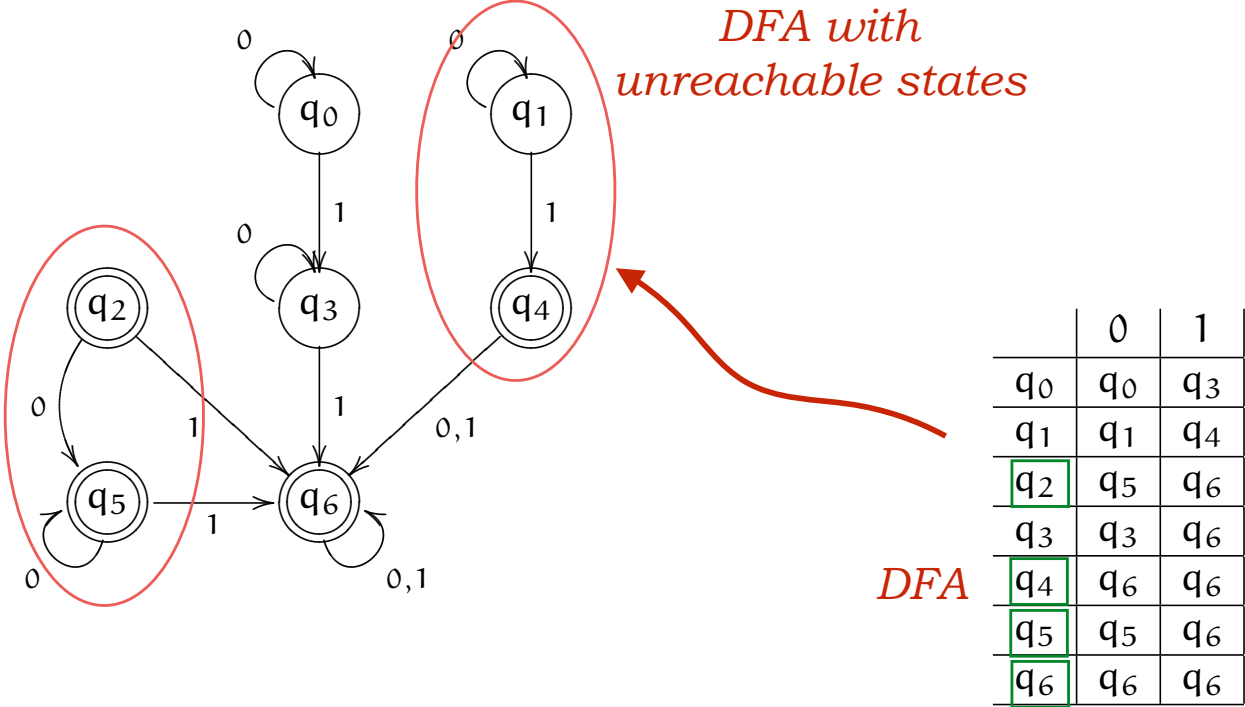 DFA with
unreachable states
0
0
q0
q1
1
1
0
q2
q3
q4
0
1
1
0,1
q5
q6
1
0
0,1
DFA
0 1
q0 q0 q3
q1 q1 q4
q2 q5 q6
q3 q3 q6
q4 q6 q6
q5 q5 q6
q6 q6 q6